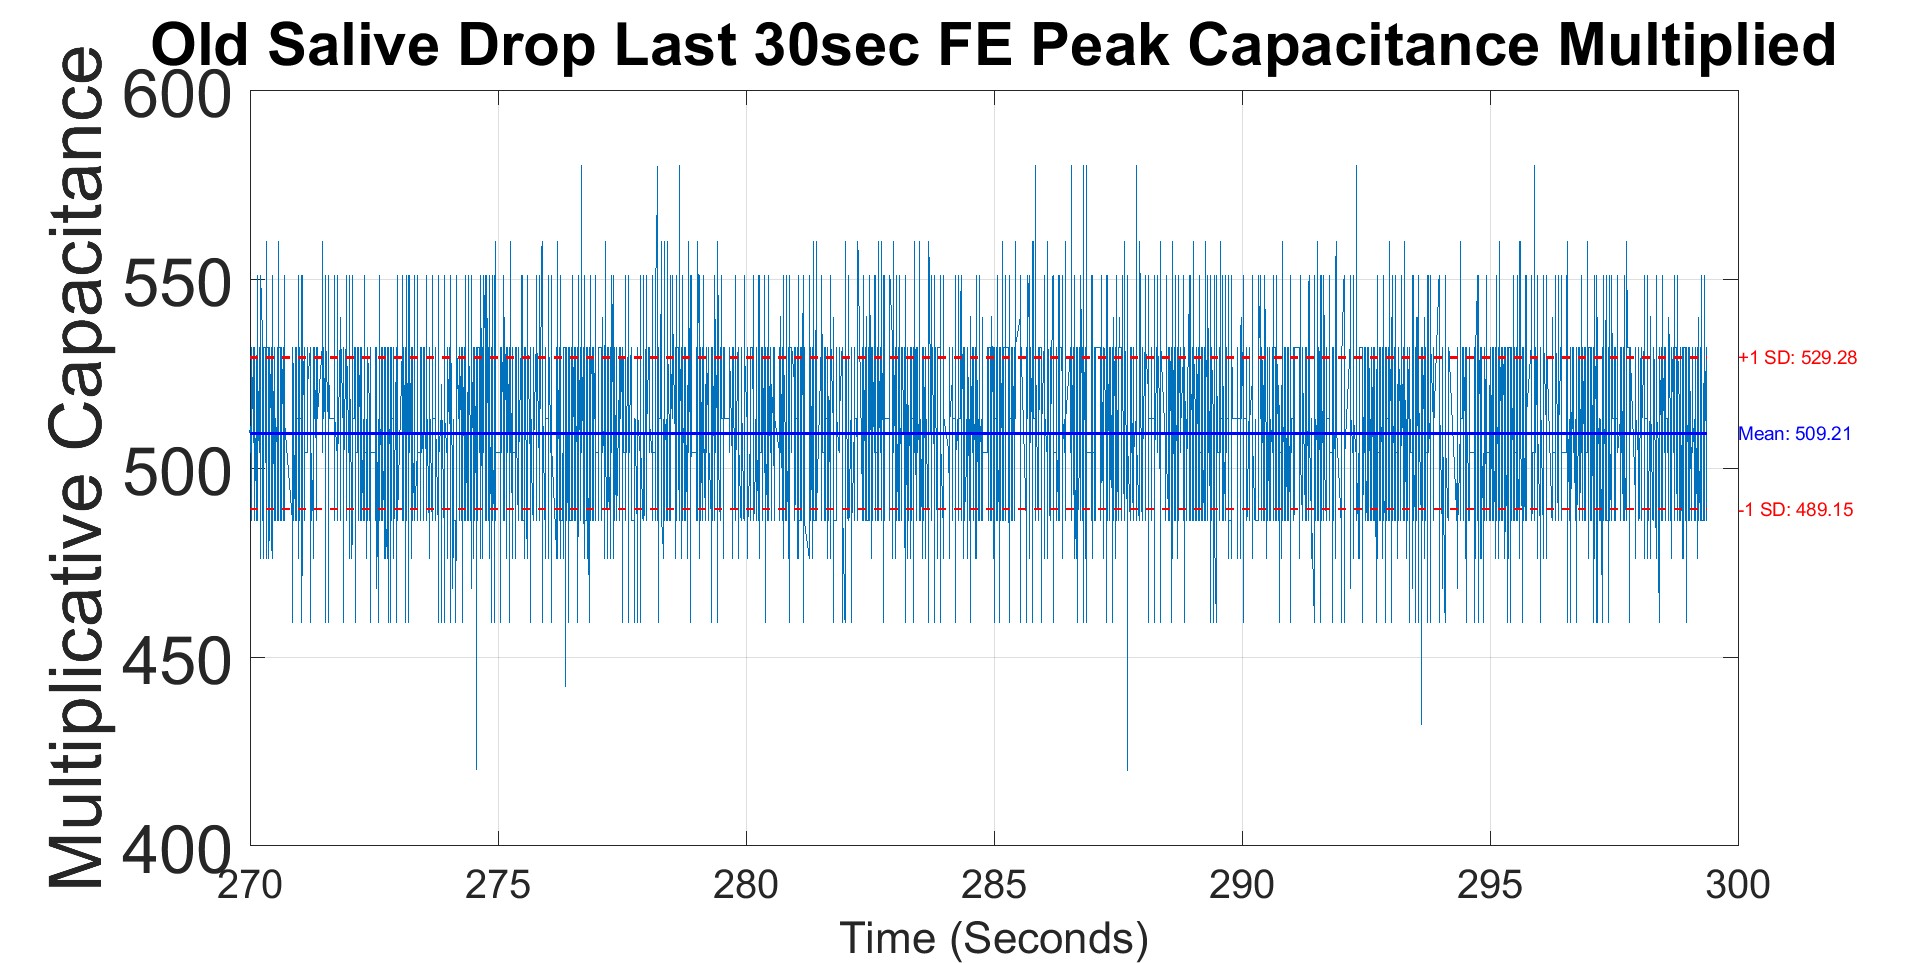 Old Salive Drop Last 30sec FE Peak Capacitance Multiplied
Multiplicative Capacitance
600
550
500
450
400
+1 SD: 529.28
Mean: 509.21
-1 SD: 489.15
270 275 280 285 290 295 300
Time (Seconds)